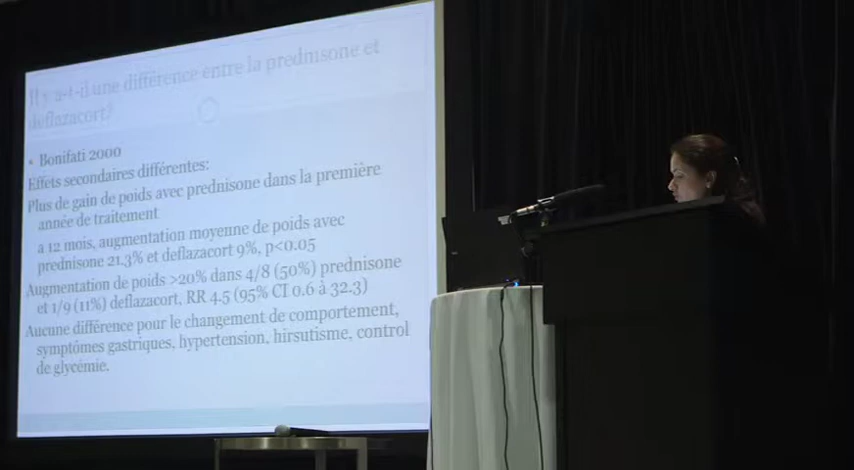 Il y a-t-il une différence entre la prednisone et
deflazacort?
Bonifati 2000
Effets secondaires différentes:
Plus de gain de poids avec prednisone dans la première
année de traitement
a 12 mois, augmentation moyenne de poids avec
prednisone 21.3% et deflazacort 9%, p<0.05
Augmentation de poids >20% dans 4/8 (50%) prednisone
et 1/9 (11%) deflazacort, RR 4.5 (95% CI 0.6 à 32.3)
Aucune différence pour le changement de comportement,
symptômes gastriques, hypertension, hirsutisme, control
de glycémie.